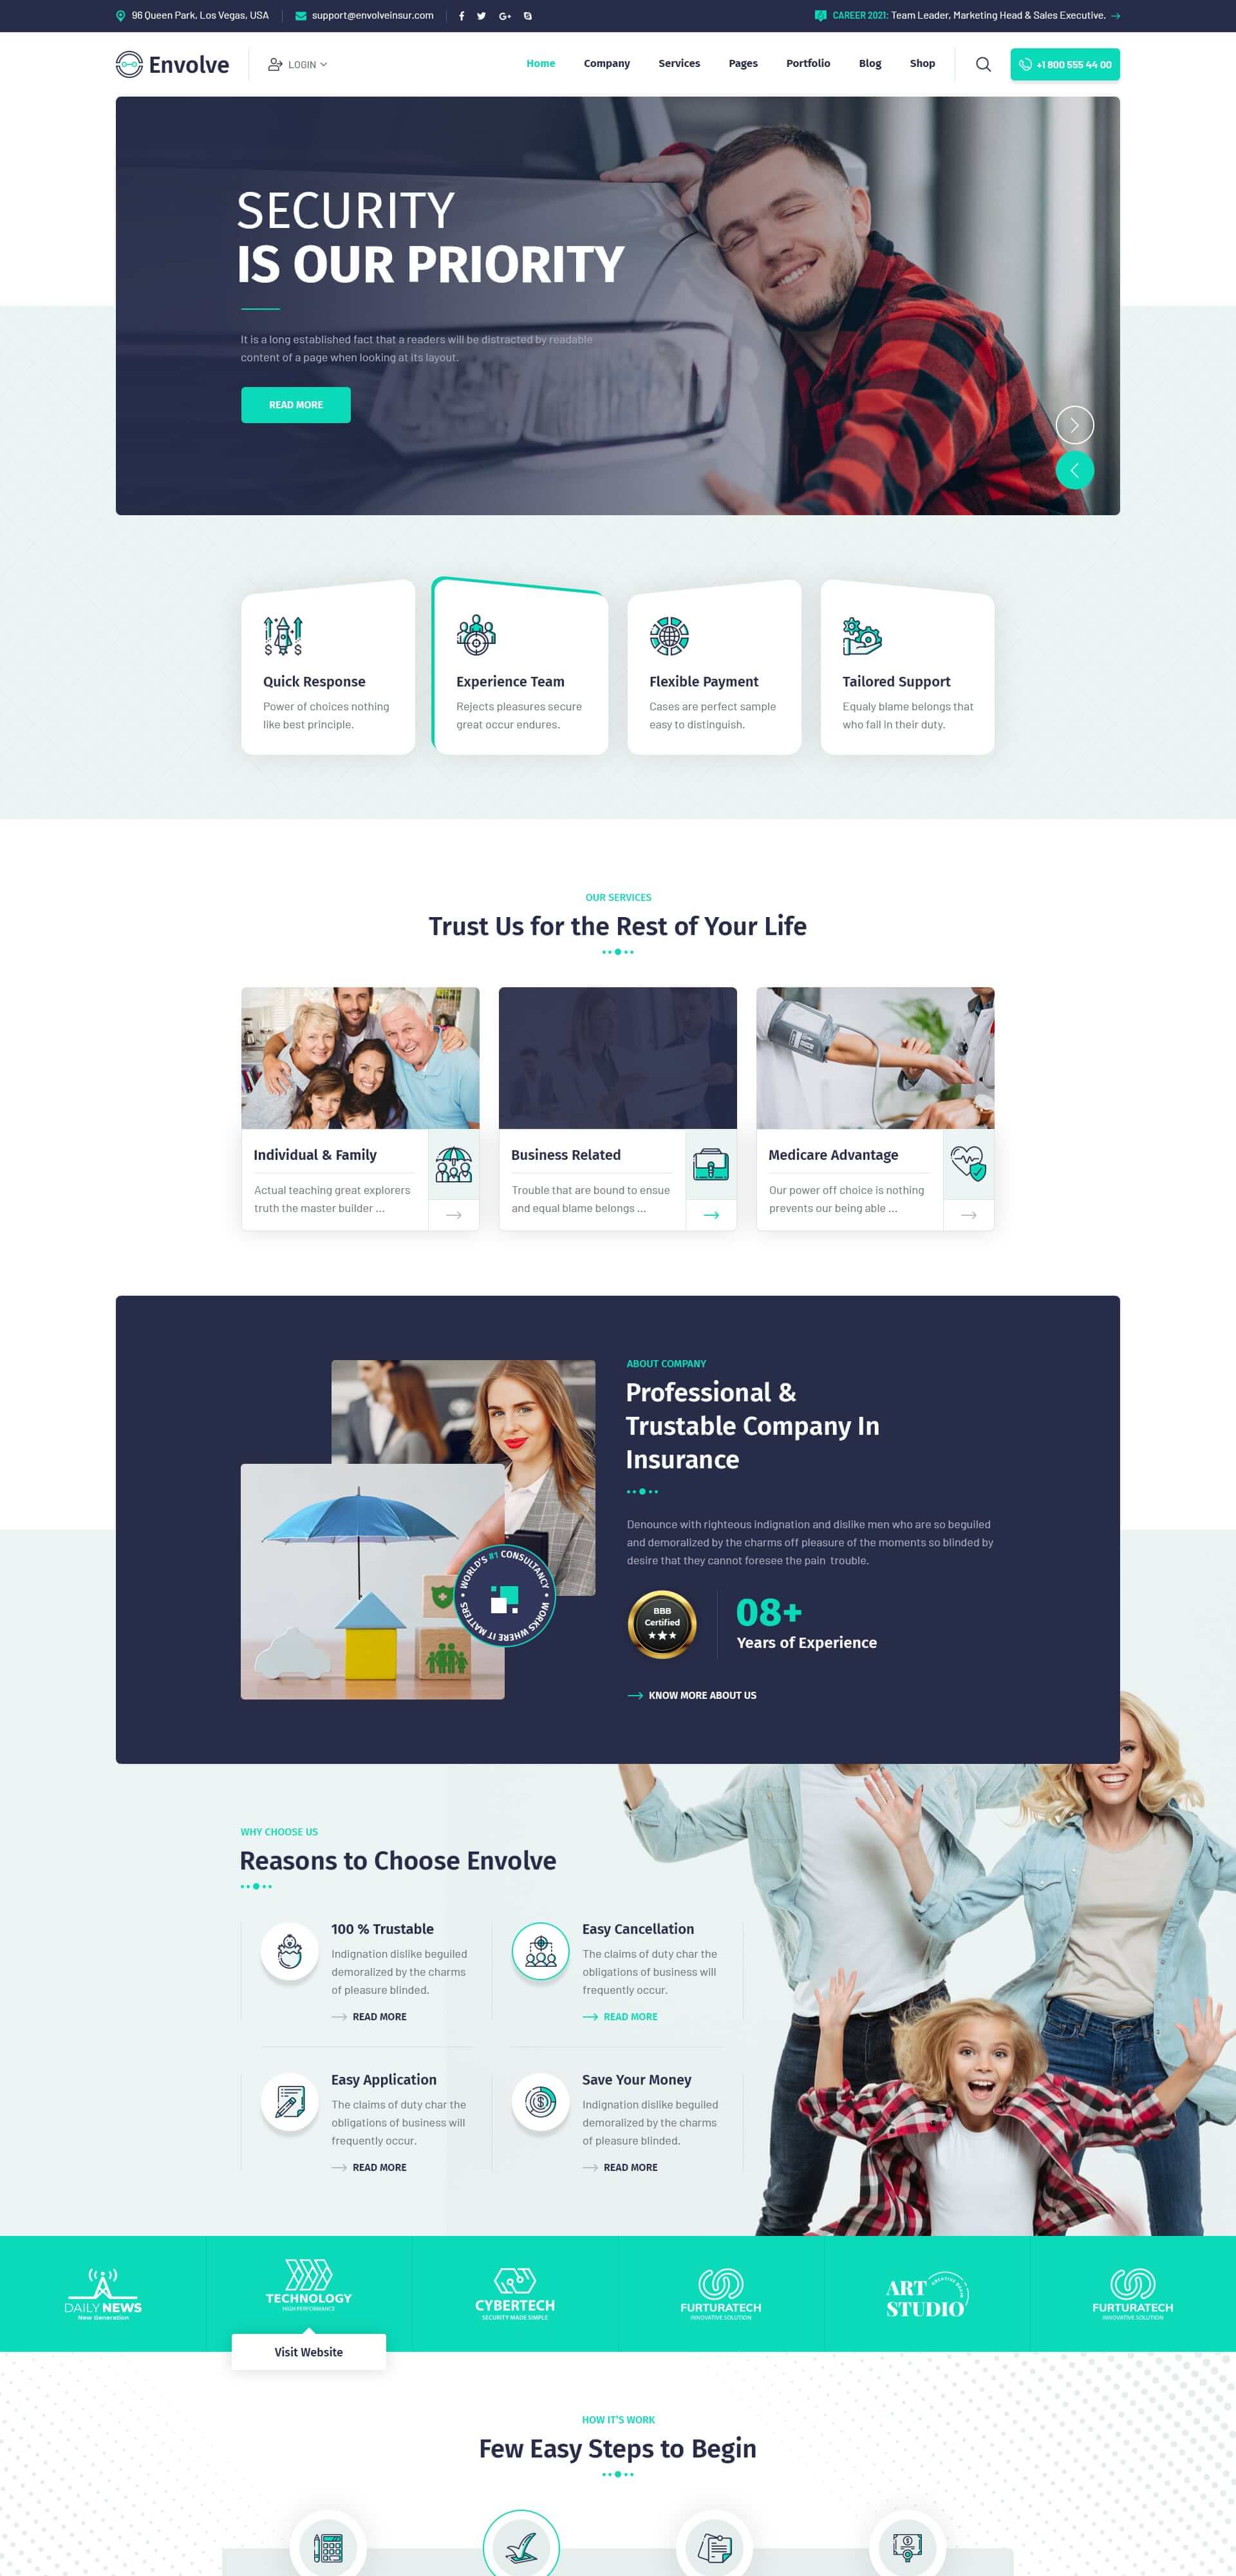 96 Queen Park, Los Vegas, USA
support@envolveinsur.com
CAREER 2021: Team Leader, Marketing Head & Sales Executive.
Envolve
LOGIN
Home
Company
Services
Pages
Portfolio
Blog
Shop
+1 800 555 44 00
SECURITY
IS OUR PRIORITY
It is a long established fact that a readers will be distracted by readable
content of a page when looking at its layout.
READ MORE
Quick Response
Power of choices nothing
like best principle.
Experience Team
Rejects pleasures secure
great occur endures.
Flexible Payment
Cases are perfect sample
easy to distinguish.
Tailored Support
Equaly blame belongs that
who fail in their duty.
OUR SERVICES
Trust Us for the Rest of Your Life
Individual & Family
Actual teaching great explorers
truth the master builder ...
Business Related
Trouble that are bound to ensue
and equal blame belongs ...
Medicare Advantage
Our power off choice is nothing
prevents our being able ...
ABOUT COMPANY
Professional &
Trustable Company In
Insurance
Denounce with righteous indignation and dislike men who are so beguiled
and demoralized by the charms off pleasure of the moments so blinded by
desire that they cannot foresee the pain trouble.
WORLD'S #1 CONSULTANCY • WORKS WHERE IT MATTERS •
BBB
Certified
08+
Years of Experience
KNOW MORE ABOUT US
WHY CHOOSE US
Reasons to Choose Envolve
100 % Trustable
Indignation dislike beguiled
demoralized by the charms
of pleasure blinded.
READ MORE
Easy Cancellation
The claims of duty char the
obligations of business will
frequently occur.
READ MORE
Easy Application
The claims of duty char the
obligations of business will
frequently occur.
READ MORE
Save Your Money
Indignation dislike beguiled
demoralized by the charms
of pleasure blinded.
READ MORE
DAILY NEWS
New Generation
TECHNOLOGY
HIGH PERFORMANCE
CYBERTECH
SECURITY MADE SIMPLE
FURTURATECH
INNOVATIVE SOLUTION
ART
STUDIO
FURTURATECH
INNOVATIVE SOLUTION
Visit Website
HOW IT'S WORK
Few Easy Steps to Begin